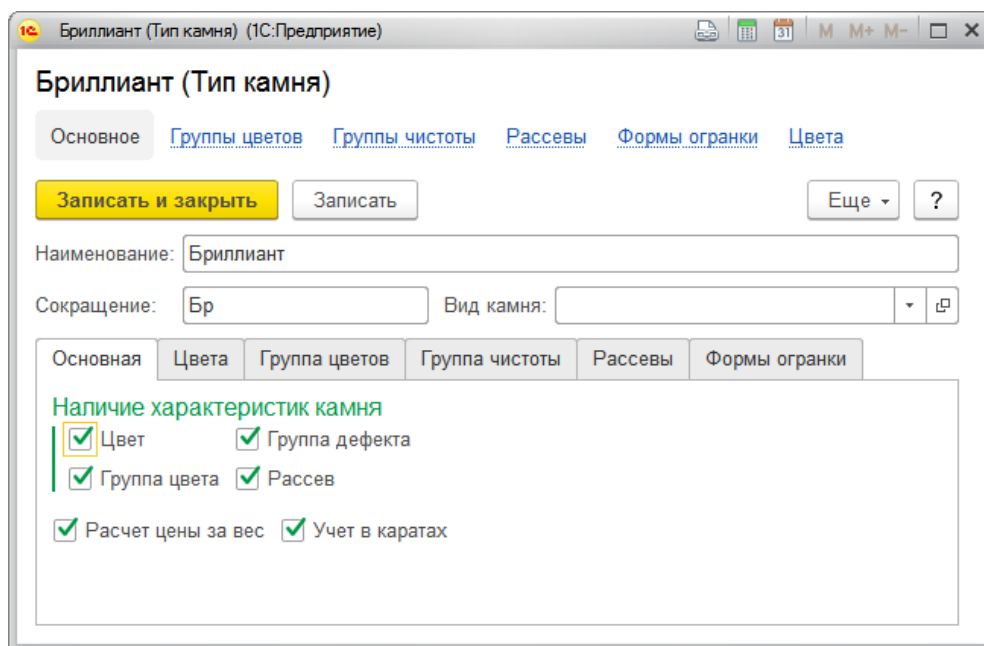 1С Бриллиант (Тип камня) (1С:Предприятие) 31 M M+ M-
Бриллиант (Тип камня)
Основное Группы цветов Группы чистоты Рассевы Формы огранки Цвета
Записать и закрыть Записать Еще ?
Наименование: Бриллиант
Сокращение: Бр Вид камня:
Основная Цвета Группа цветов Группа чистоты Рассевы Формы огранки
Наличие характеристик камня
Цвет Группа дефекта
Группа цвета Рассев
Расчет цены за вес Учет в каратах